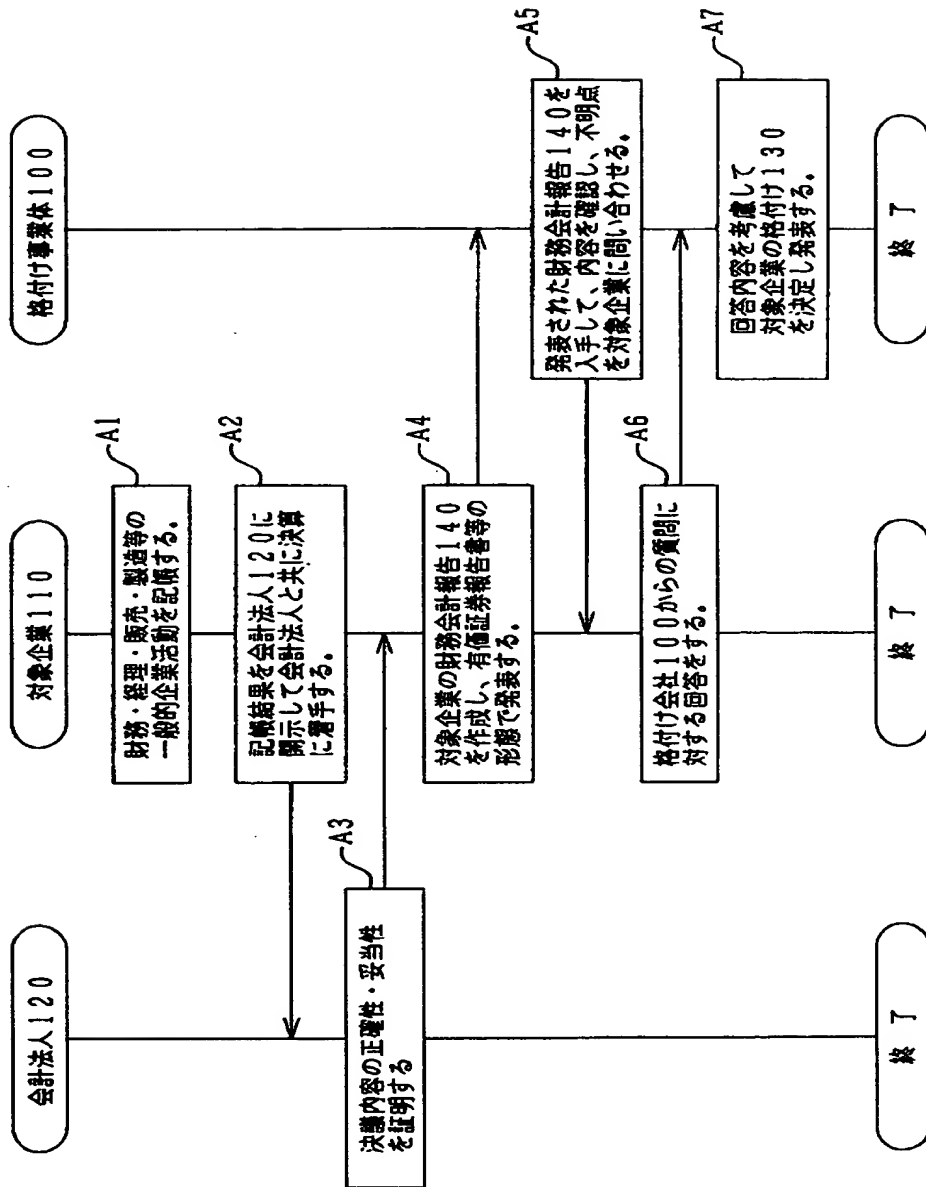 会計法人120
対象企業110
格付け事業体100
A1
財務・経理・販売・製造等の
一般的企業活動を記帳する。
A2
記帳結果を会計法人120に
開示して会計法人と共に決算
に着手する。
A3
決議内容の正確性・妥当性
を証明する
A4
対象企業の財務会計報告140
を作成し、有価証券報告書等の
形態で発表する。
A5
発表された財務会計報告140を
入手して、内容を確認し、不明点
を対象企業に問い合わせる。
A6
格付け会社100からの質問に
対する回答をする。
A7
回答内容を考慮して
対象企業の格付け130
を決定し発表する。
終 了
終 了
終 了